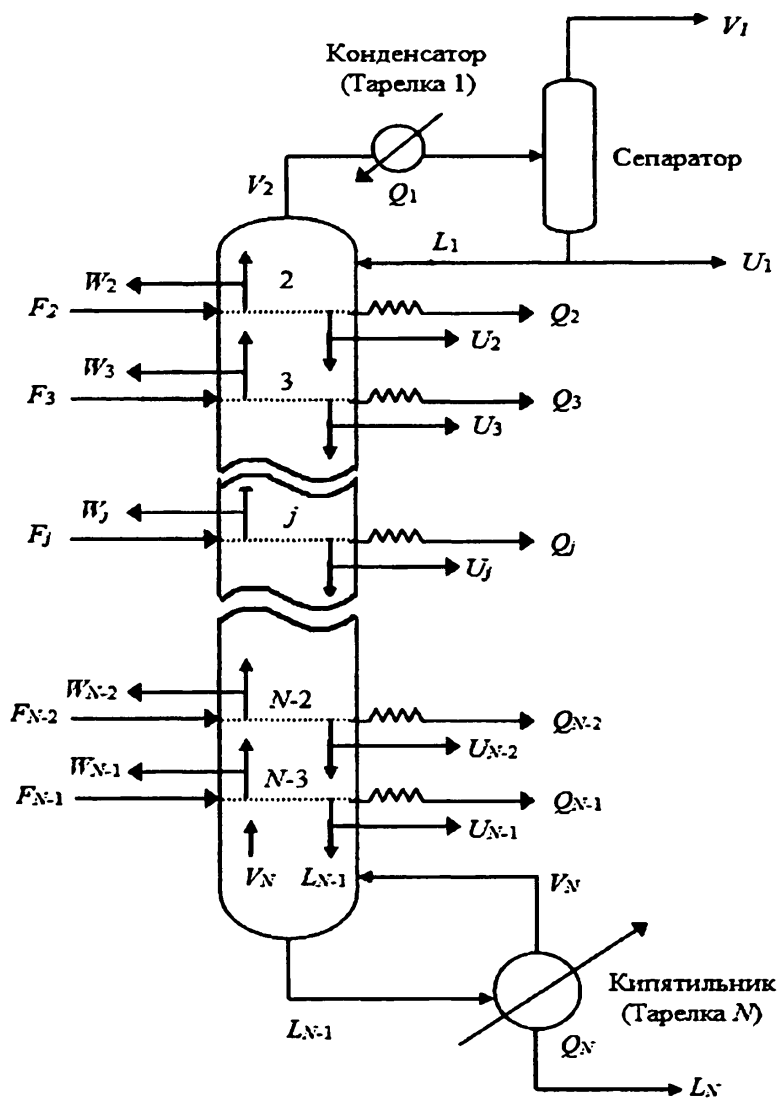 V1
Конденсатор
(Тарелка 1)
Сепаратор
V2
Q1
L1
U1
W2
2
F2
Q2
U2
W3
3
F3
Q3
U3
Wj
j
Fj
Qj
Uj
WN-2
N-2
FN-2
QN-2
UN-2
WN-1
N-3
FN-1
QN-1
UN-1
VN
LN-1
VN
Кипятильник
(Тарелка N)
LN-1
QN
LN